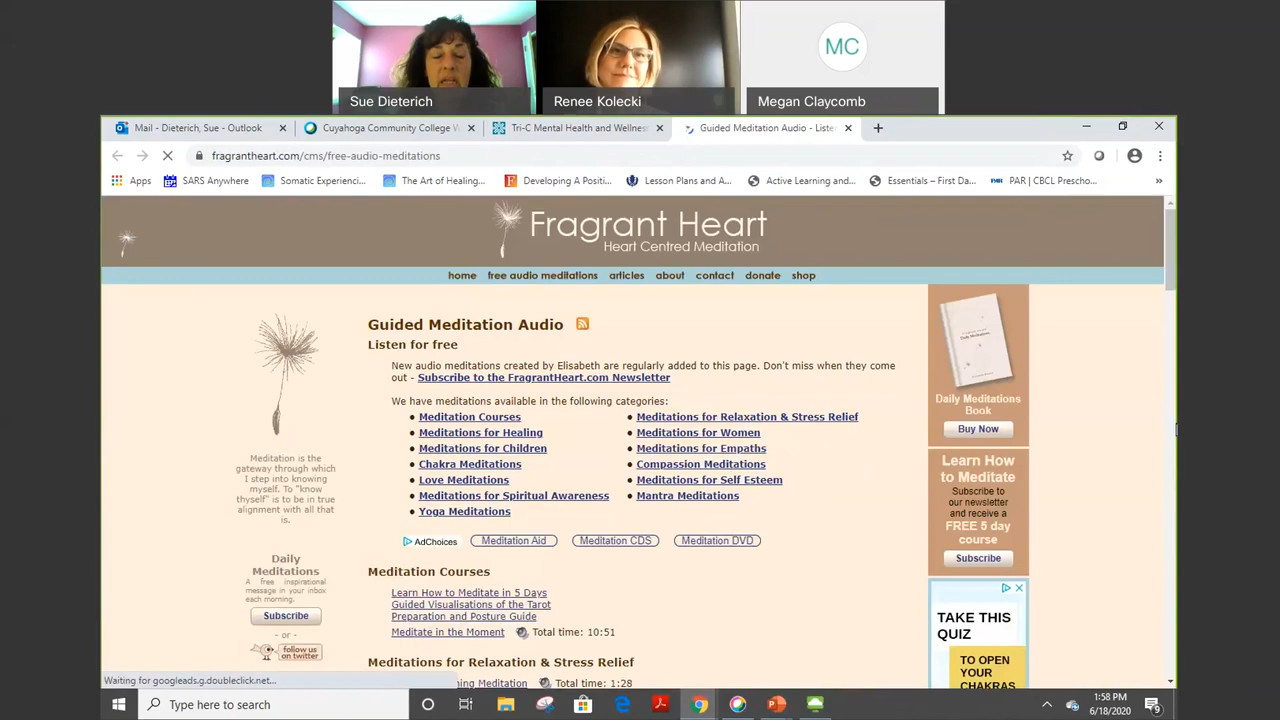 MC
Sue Dieterich
Renee Kolecki
Megan Claycomb
Mail - Dieterich, Sue - Outlook
Cuyahoga Community College W
Tri-C Mental Health and Wellnes
Guided Meditation Audio - Liste
fragrantheart.com/cms/free-audio-meditations
Apps
SARS Anywhere
Somatic Experienci...
The Art of Healing...
Developing A Positi...
Lesson Plans and A...
Active Learning and...
Essentials – First Da...
PAR | CBCL Prescho...
»
Fragrant Heart
Heart Centred Meditation
home free audio meditations articles about contact donate shop
Guided Meditation Audio
Listen for free
New audio meditations created by Elisabeth are regularly added to this page. Don't miss when they come
out - Subscribe to the FragrantHeart.com Newsletter
We have meditations available in the following categories:
• Meditation Courses
• Meditations for Healing
• Meditations for Children
• Chakra Meditations
• Love Meditations
• Meditations for Spiritual Awareness
• Yoga Meditations
• Meditations for Relaxation & Stress Relief
• Meditations for Women
• Meditations for Empaths
• Compassion Meditations
• Meditations for Self Esteem
• Mantra Meditations
AdChoices
Meditation Aid
Meditation CDS
Meditation DVD
Meditation Courses
Learn How to Meditate in 5 Days
Guided Visualisations of the Tarot
Preparation and Posture Guide
Meditate in the Moment Total time: 10:51
Meditations for Relaxation & Stress Relief
ning Meditation Total time: 1:28
Meditation is the
gateway through which
I step into knowing
myself. To "know
thyself" is to be in true
alignment with all that
is.
Daily
Meditations
A free inspirational
message in your inbox
each morning.
Subscribe
- or -
follow us
on twitter
Daily Meditations
Book
Buy Now
Learn How
to Meditate
Subscribe to
our newsletter
and receive a
FREE 5 day
course
Subscribe
TAKE THIS
QUIZ
TO OPEN
YOUR
CHAKRAS
Waiting for googleads.g.doubleclick.net...
Type here to search
1:58 PM
6/18/2020
9